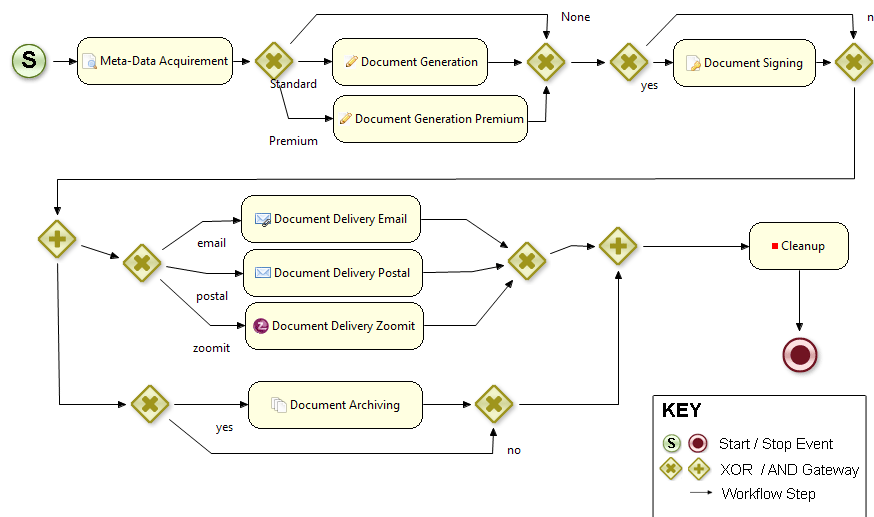 None
n
S
Meta-Data Acquirement
Document Generation
Document Signing
Standard
yes
Document Generation Premium
Premium
Document Delivery Email
email
Cleanup
Document Delivery Postal
postal
Document Delivery Zoomit
zoomit
Document Archiving
yes
no
KEY
S
Start / Stop Event
XOR / AND Gateway
Workflow Step